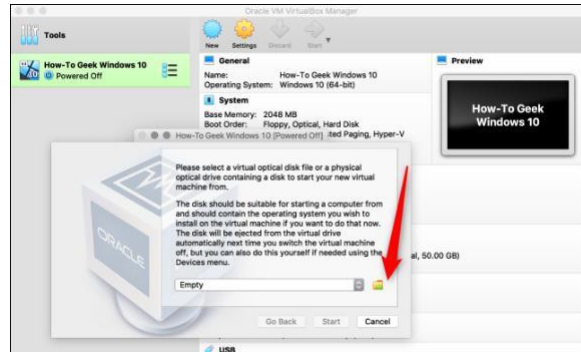 Oracle VM VirtualBox Manager
Tools
New Settings Discard Start
How-To Geek Windows 10
Powered Off
General
Name: How-To Geek Windows 10
Operating System: Windows 10 (64-bit)
System
Base Memory: 2048 MB
Boot Order: Floppy, Optical, Hard Disk
ted Paging, Hyper-V
Preview
How-To Geek
Windows 10
How-To Geek Windows 10 [Powered Off]
Please select a virtual optical disk file or a physical
optical drive containing a disk to start your new virtual
machine from.
The disk should be suitable for starting a computer from
and should contain the operating system you wish to
install on the virtual machine if you want to do that now.
The disk will be ejected from the virtual drive
automatically next time you switch the virtual machine
off, but you can also do this yourself if needed using the
Devices menu.
al, 50.00 GB)
Empty
Go Back Start Cancel
ORACLE
USB